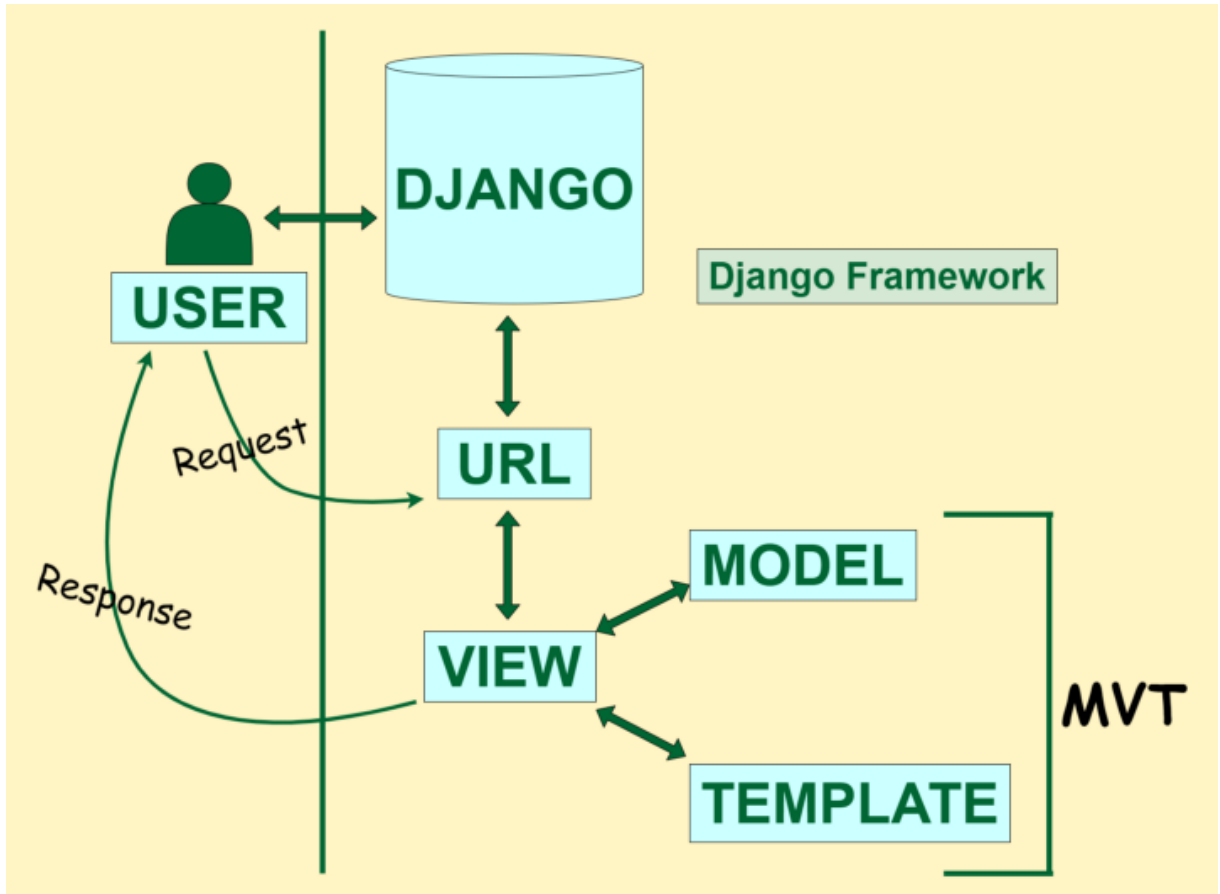 DJANGO
Django Framework
USER
Request
URL
MODEL
Response
VIEW
MVT
TEMPLATE